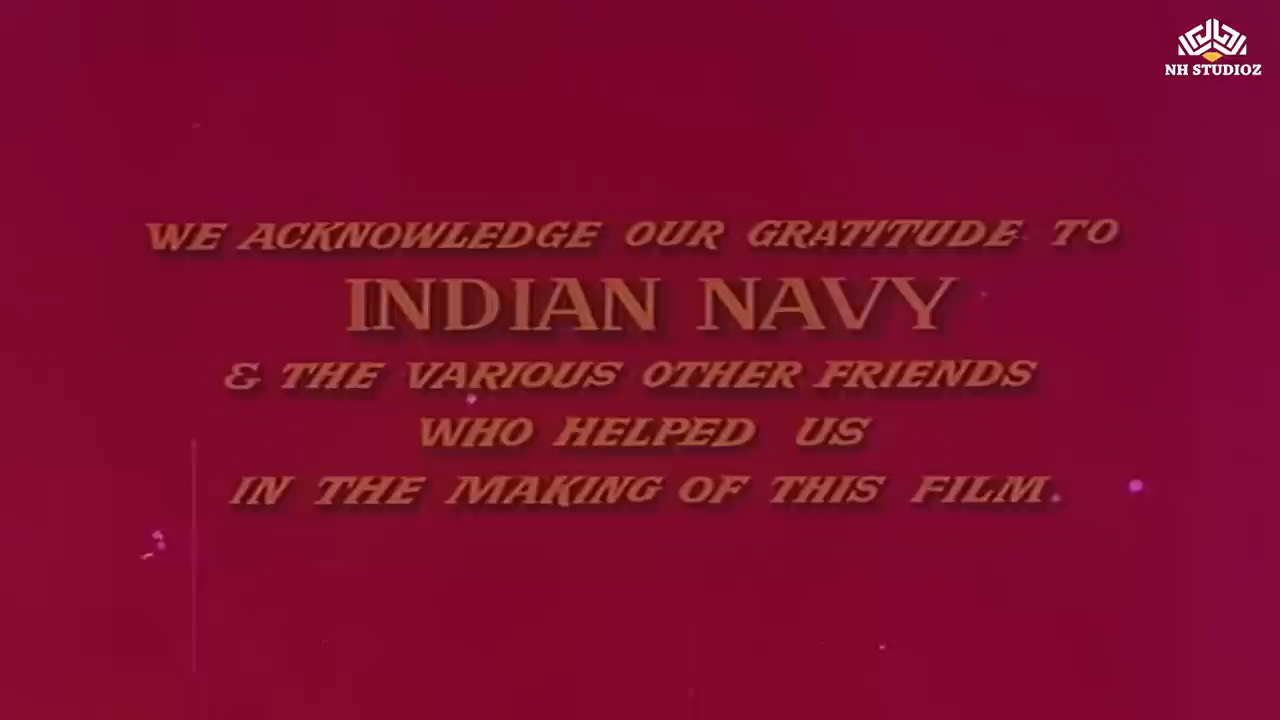 NH STUDIOZ
WE ACKNOWLEDGE OUR GRATITUDE TO
INDIAN NAVY
& THE VARIOUS OTHER FRIENDS
WHO HELPED US
IN THE MAKING OF THIS FILM.